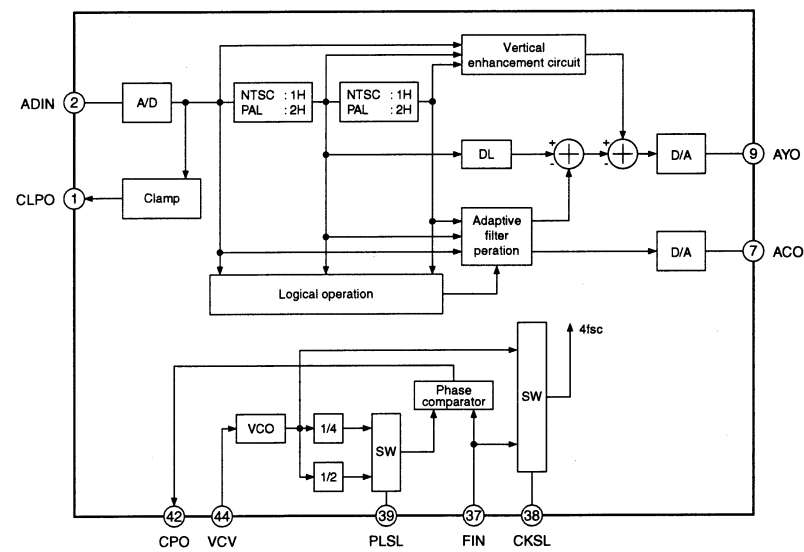 Vertical
enhancement circuit
ADIN 2
A/D
NTSC : 1H
PAL : 2H
NTSC : 1H
PAL : 2H
DL
+
-
+
-
D/A
9 AYO
CLPO 1
Clamp
Adaptive
filter
peration
D/A
7 ACO
Logical operation
4fsc
SW
Phase
comparator
VCO
1/4
SW
1/2
42
44
39
37
38
CPO
VCV
PLSL
FIN
CKSL